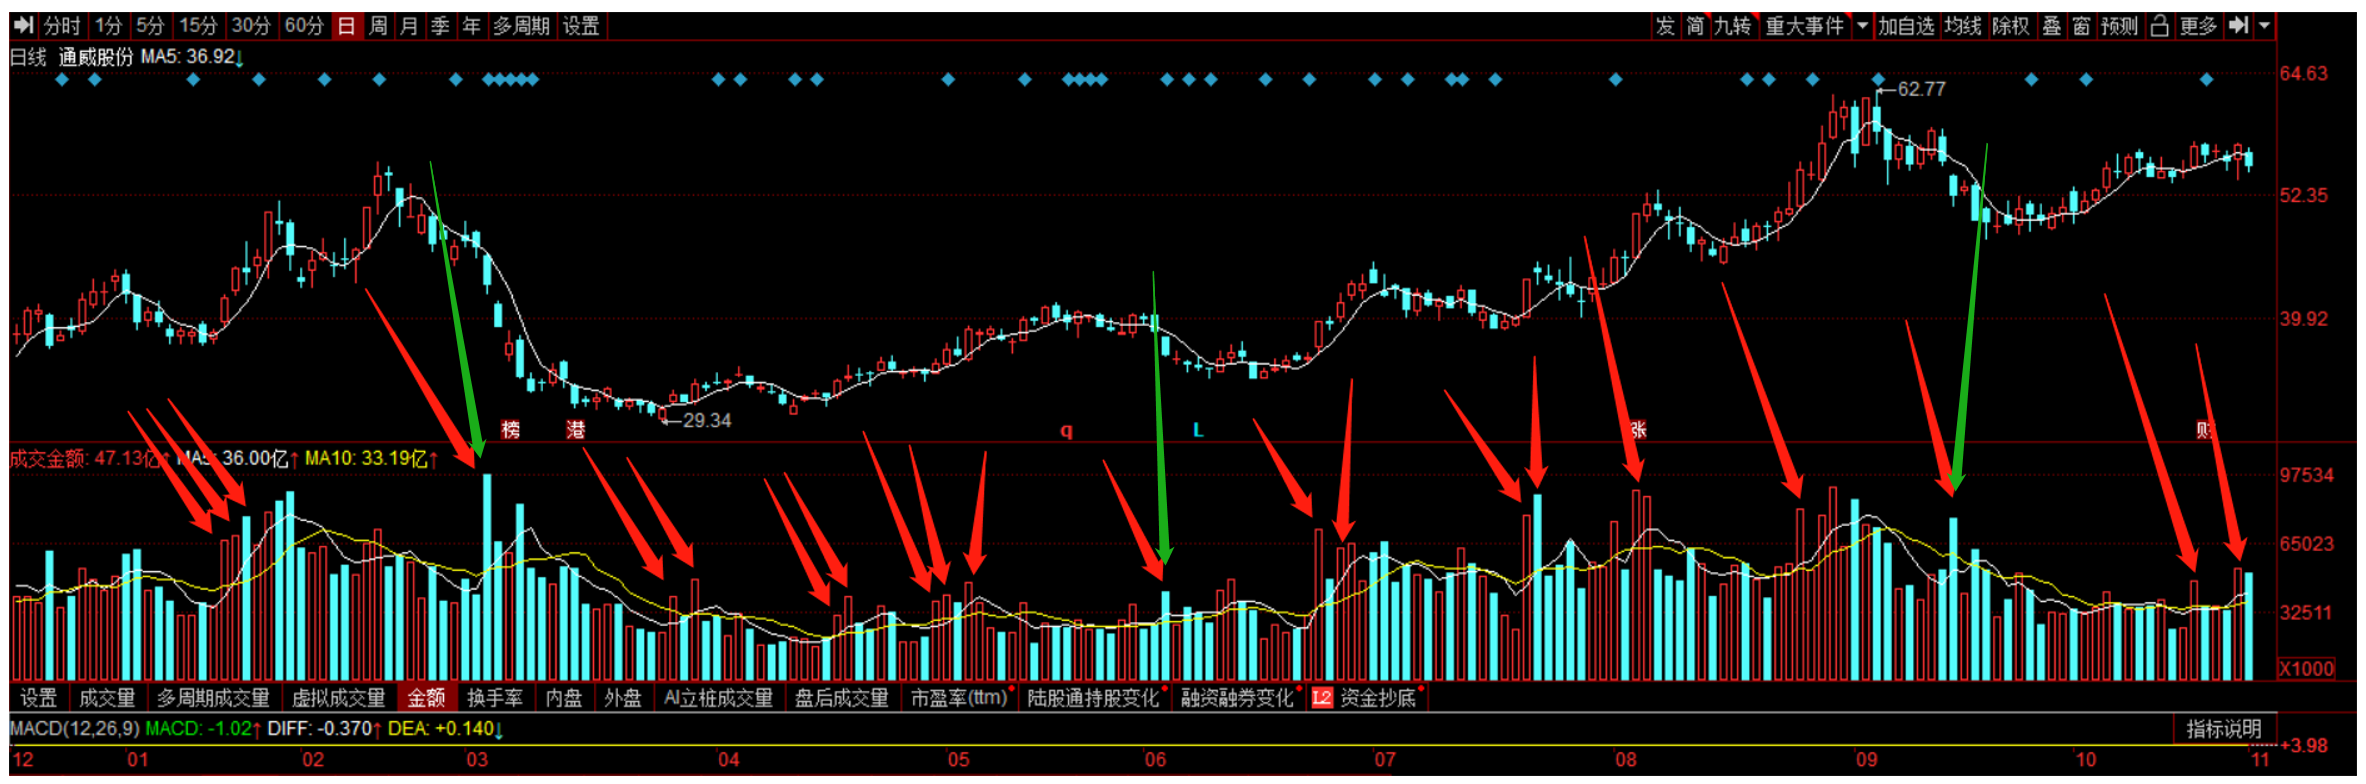 分时 1分 5分 15分 30分 60分 日 周 月 季 年 多周期 设置 发 简 九转 重大事件 加自选 均线 除权 叠 窗 预测 更多
日线 通威股份 MA5: 36.92↓
64.63
←62.77
52.35
39.92
←29.34
榜 港 q L 涨 财
成交金额: 47.13亿↑ MA5: 36.00亿↑ MA10: 33.19亿↑
97534
65023
32511
X1000
设置 成交量 多周期成交量 虚拟成交量 金额 换手率 内盘 外盘 AI立桩成交量 盘后成交量 市盈率(ttm) 陆股通持股变化 融资融券变化 L2 资金抄底
MACD(12,26,9) MACD: -1.02↑ DIFF: -0.370↑ DEA: +0.140↓ 指标说明
+3.98
12 01 02 03 04 05 06 07 08 09 10 11